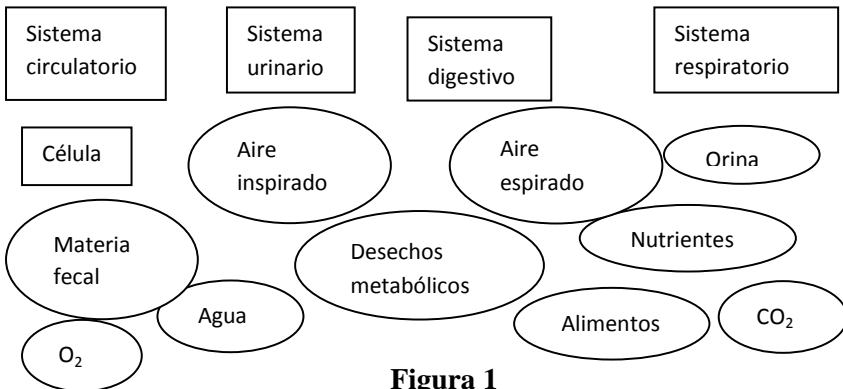 Sistema
circulatorio
Sistema
urinario
Sistema
digestivo
Sistema
respiratorio
Célula
Aire
inspirado
Aire
espirado
Orina
Materia
fecal
Desechos
metabólicos
Nutrientes
Agua
Alimentos
CO₂
O₂
Figura 1